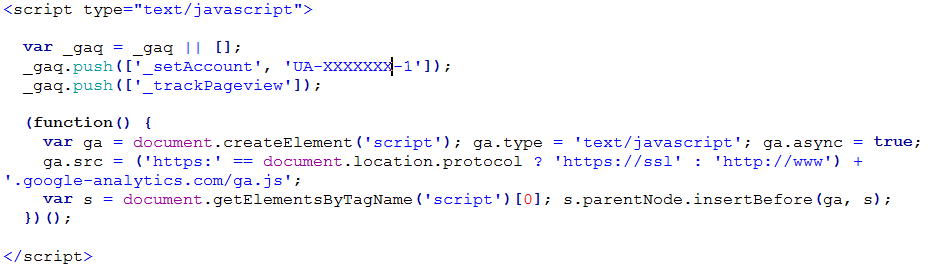 <script type="text/javascript">
var _gaq = _gaq || [];
_gaq.push(['_setAccount', 'UA-XXXXXXX-1']);
_gaq.push(['_trackPageview']);
(function() {
var ga = document.createElement('script'); ga.type = 'text/javascript'; ga.async = true;
ga.src = ('https:' == document.location.protocol ? 'https://ssl' : 'http://www') +
'.google-analytics.com/ga.js';
var s = document.getElementsByTagName('script')[0]; s.parentNode.insertBefore(ga, s);
})();
</script>